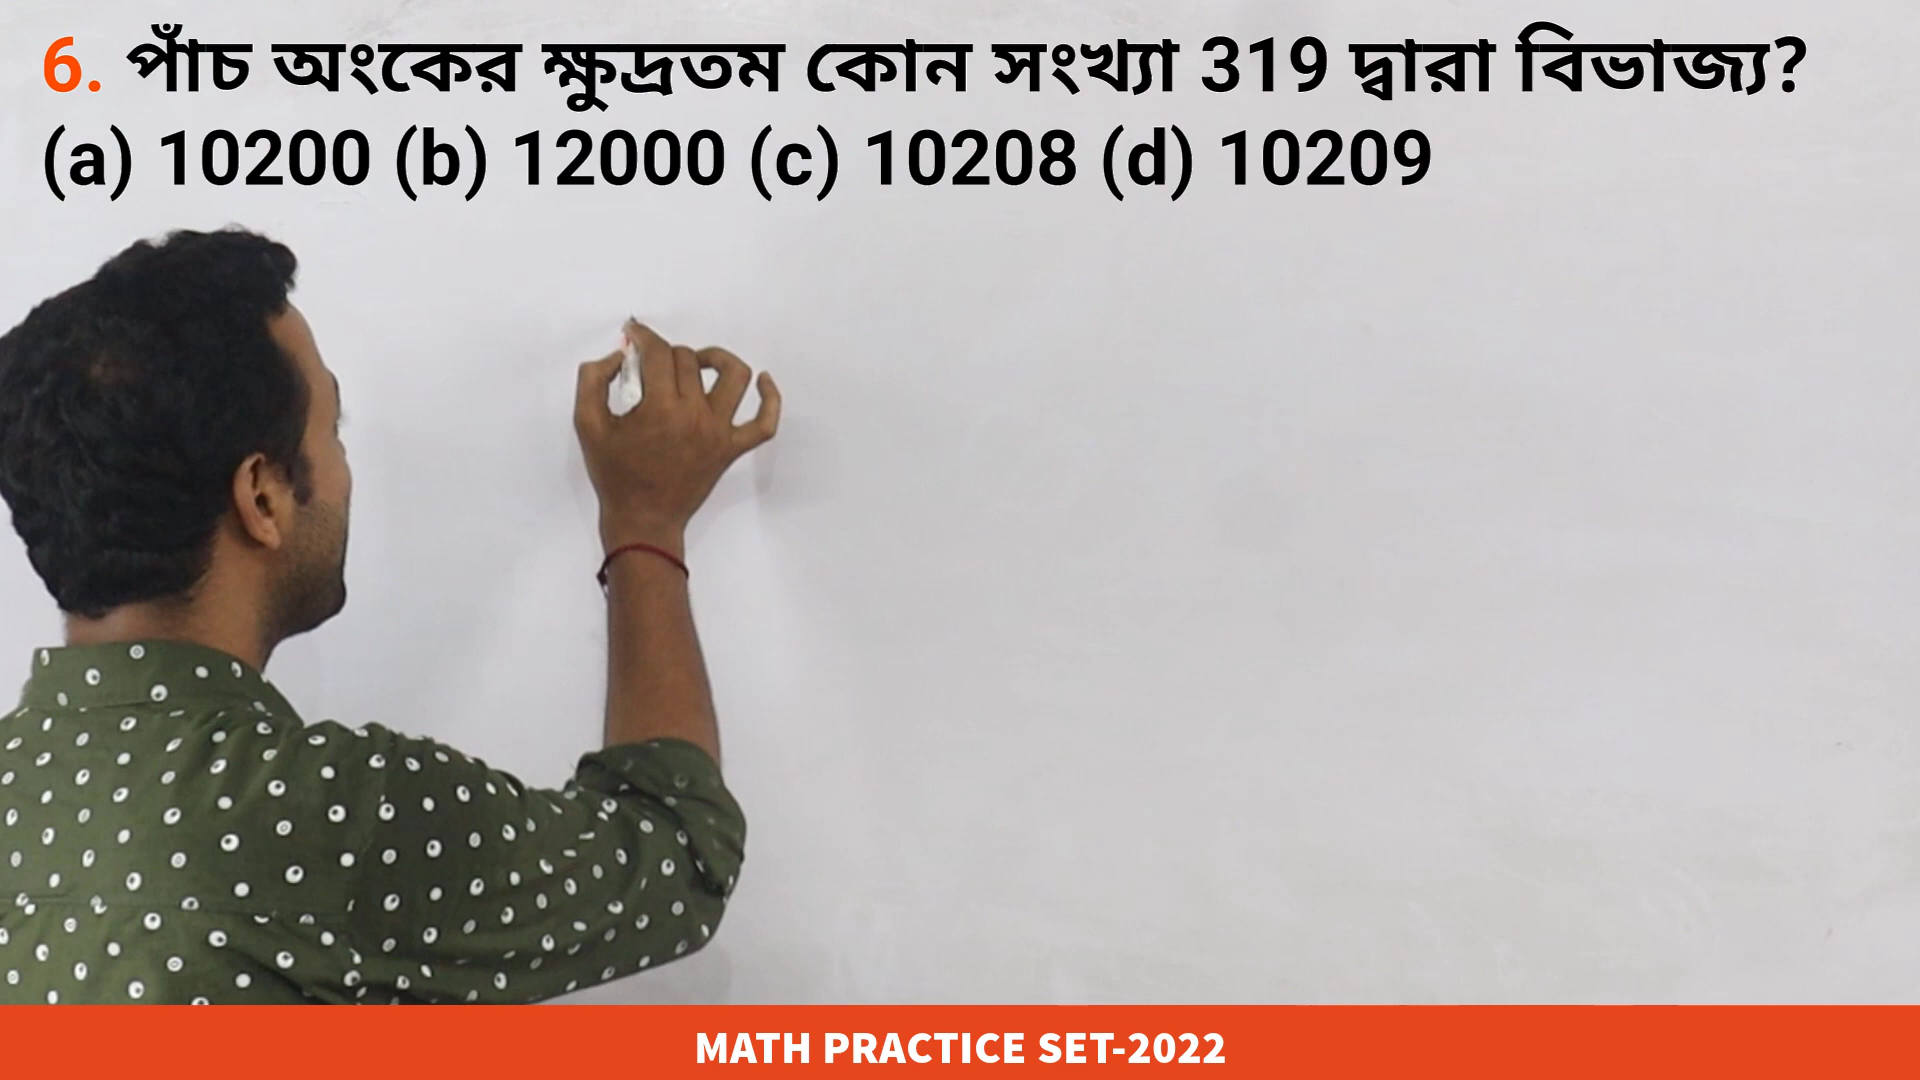 6. পাঁচ অংকের ক্ষুদ্রতম কোন সংখ্যা 319 দ্বারা বিভাজ্য?
(a) 10200 (b) 12000 (c) 10208 (d) 10209
MATH PRACTICE SET-2022